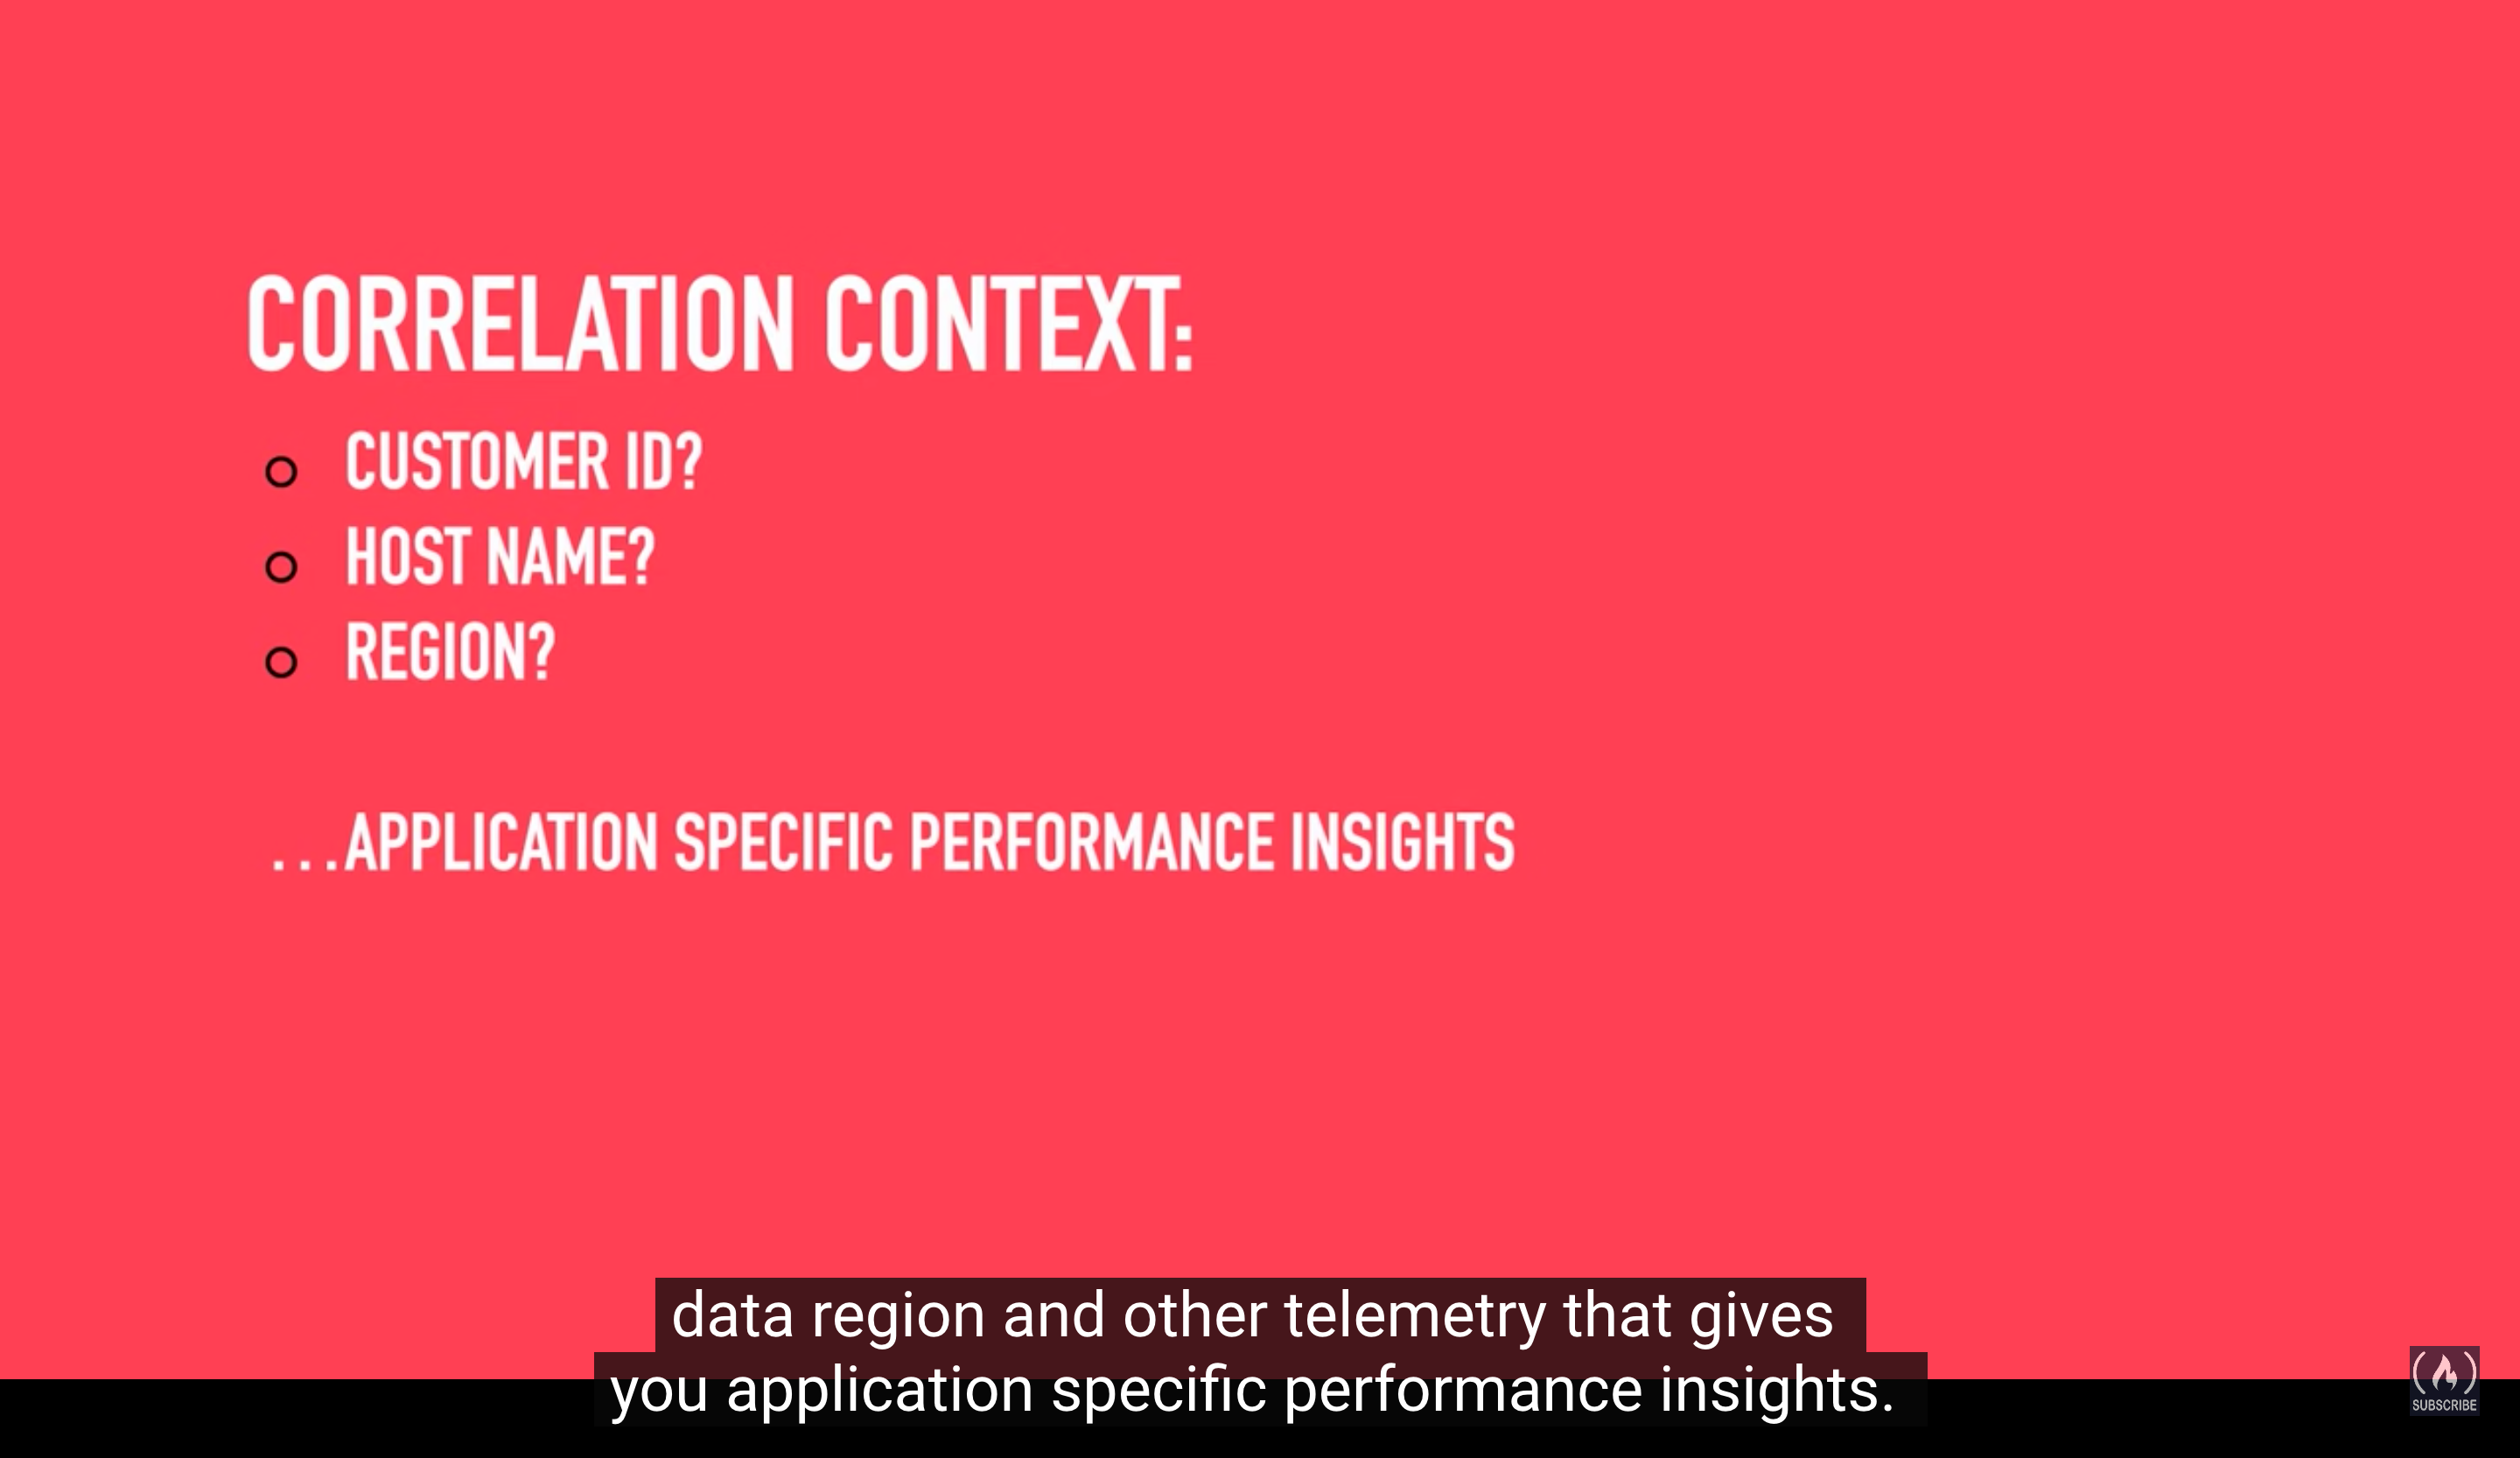 CORRELATION CONTEXT:
CUSTOMER ID?
HOST NAME?
REGION?
...APPLICATION SPECIFIC PERFORMANCE INSIGHTS
data region and other telemetry that gives
you application specific performance insights.
SUBSCRIBE